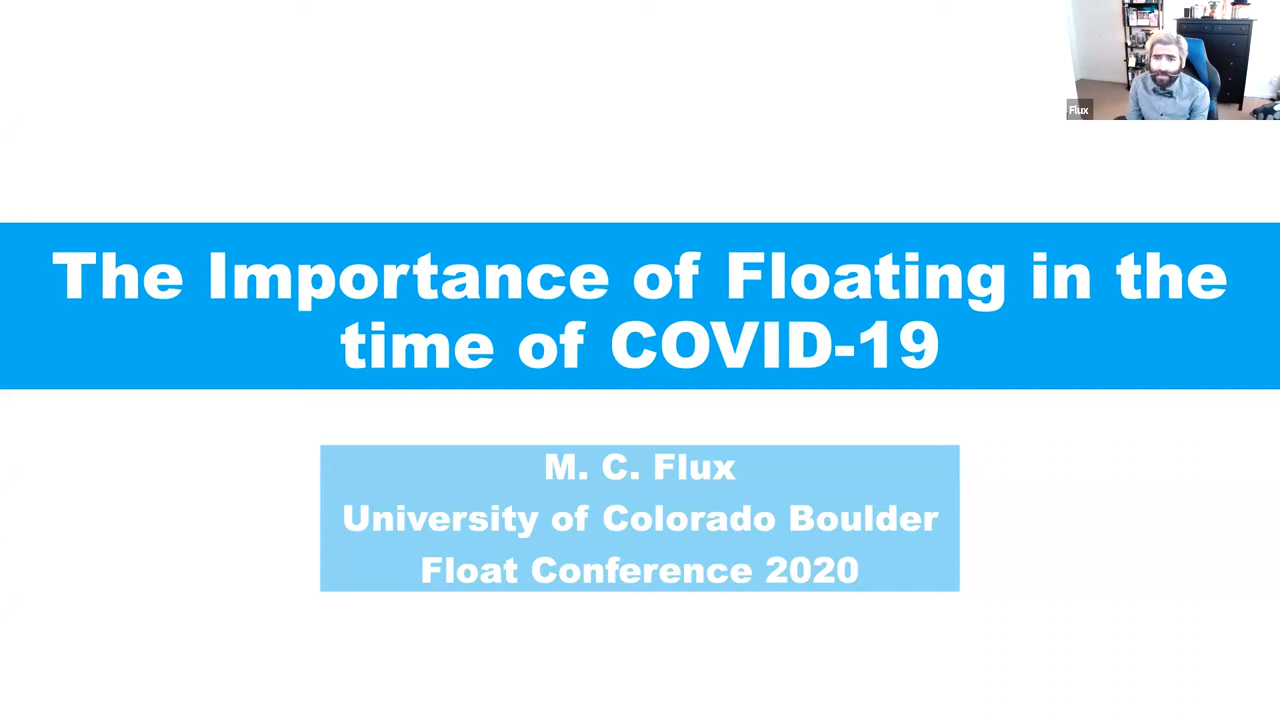 Flux
The Importance of Floating in the
time of COVID-19
M. C. Flux
University of Colorado Boulder
Float Conference 2020